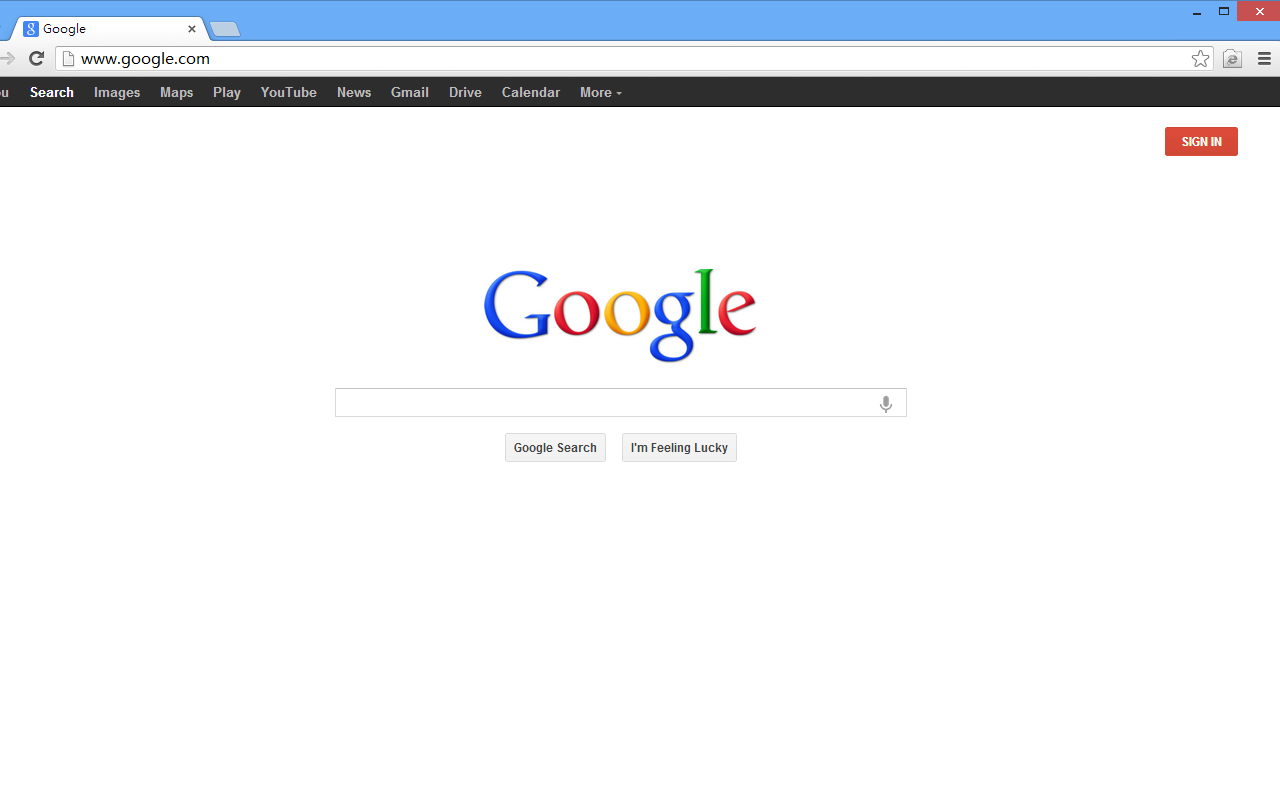 Google
www.google.com
u Search Images Maps Play YouTube News Gmail Drive Calendar More
SIGN IN
Google
Google Search I'm Feeling Lucky